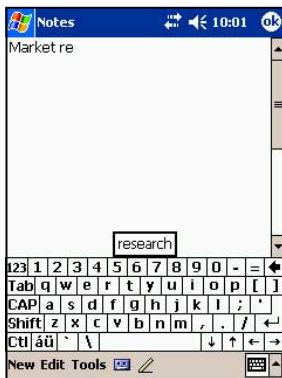 Notes 10:01 ok
Market re
research
123 1 2 3 4 5 6 7 8 9 0 - =
Tab q w e r t y u i o p [ ]
CAP a s d f g h j k l ; '
Shift z x c v b n m , . /
Ctl áü ` \
New Edit Tools